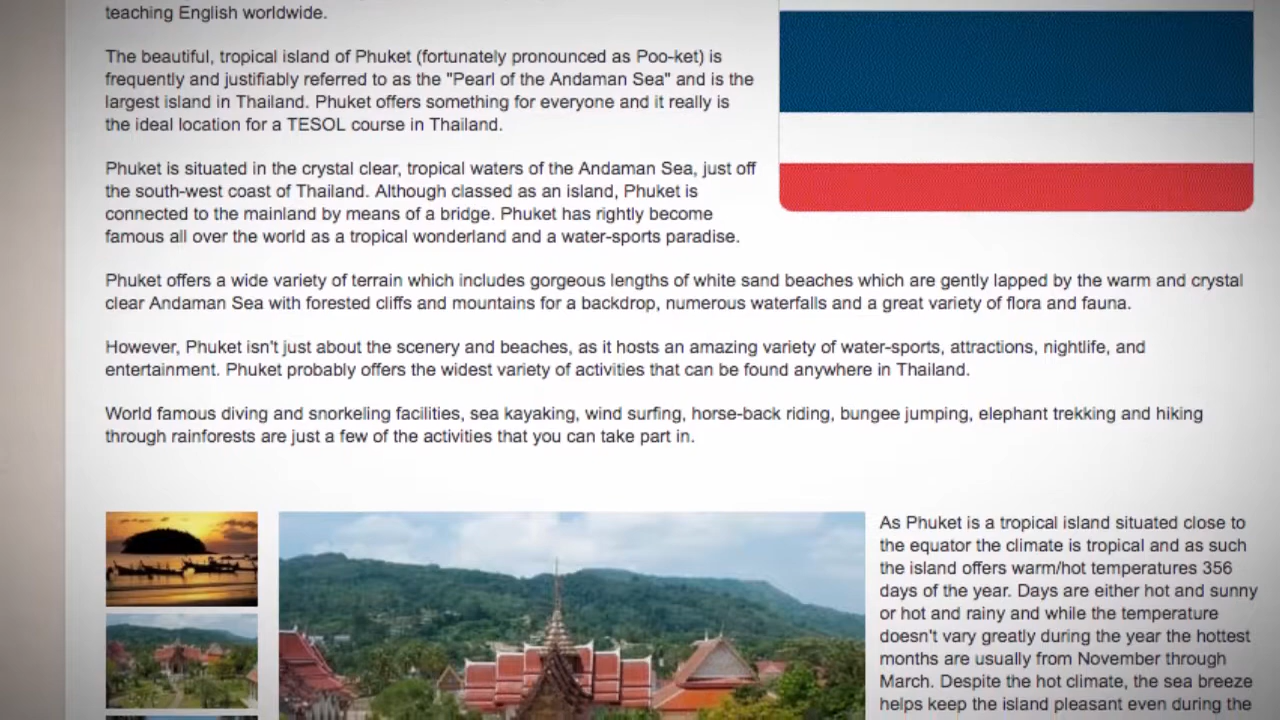 teaching English worldwide.
The beautiful, tropical island of Phuket (fortunately pronounced as Poo-ket) is
frequently and justifiably referred to as the "Pearl of the Andaman Sea" and is the
largest island in Thailand. Phuket offers something for everyone and it really is
the ideal location for a TESOL course in Thailand.
Phuket is situated in the crystal clear, tropical waters of the Andaman Sea, just off
the south-west coast of Thailand. Although classed as an island, Phuket is
connected to the mainland by means of a bridge. Phuket has rightly become
famous all over the world as a tropical wonderland and a water-sports paradise.
Phuket offers a wide variety of terrain which includes gorgeous lengths of white sand beaches which are gently lapped by the warm and crystal
clear Andaman Sea with forested cliffs and mountains for a backdrop, numerous waterfalls and a great variety of flora and fauna.
However, Phuket isn't just about the scenery and beaches, as it hosts an amazing variety of water-sports, attractions, nightlife, and
entertainment. Phuket probably offers the widest variety of activities that can be found anywhere in Thailand.
World famous diving and snorkeling facilities, sea kayaking, wind surfing, horse-back riding, bungee jumping, elephant trekking and hiking
through rainforests are just a few of the activities that you can take part in.
As Phuket is a tropical island situated close to
the equator the climate is tropical and as such
the island offers warm/hot temperatures 356
days of the year. Days are either hot and sunny
or hot and rainy and while the temperature
doesn't vary greatly during the year the hottest
months are usually from November through
March. Despite the hot climate, the sea breeze
helps keep the island pleasant even during the